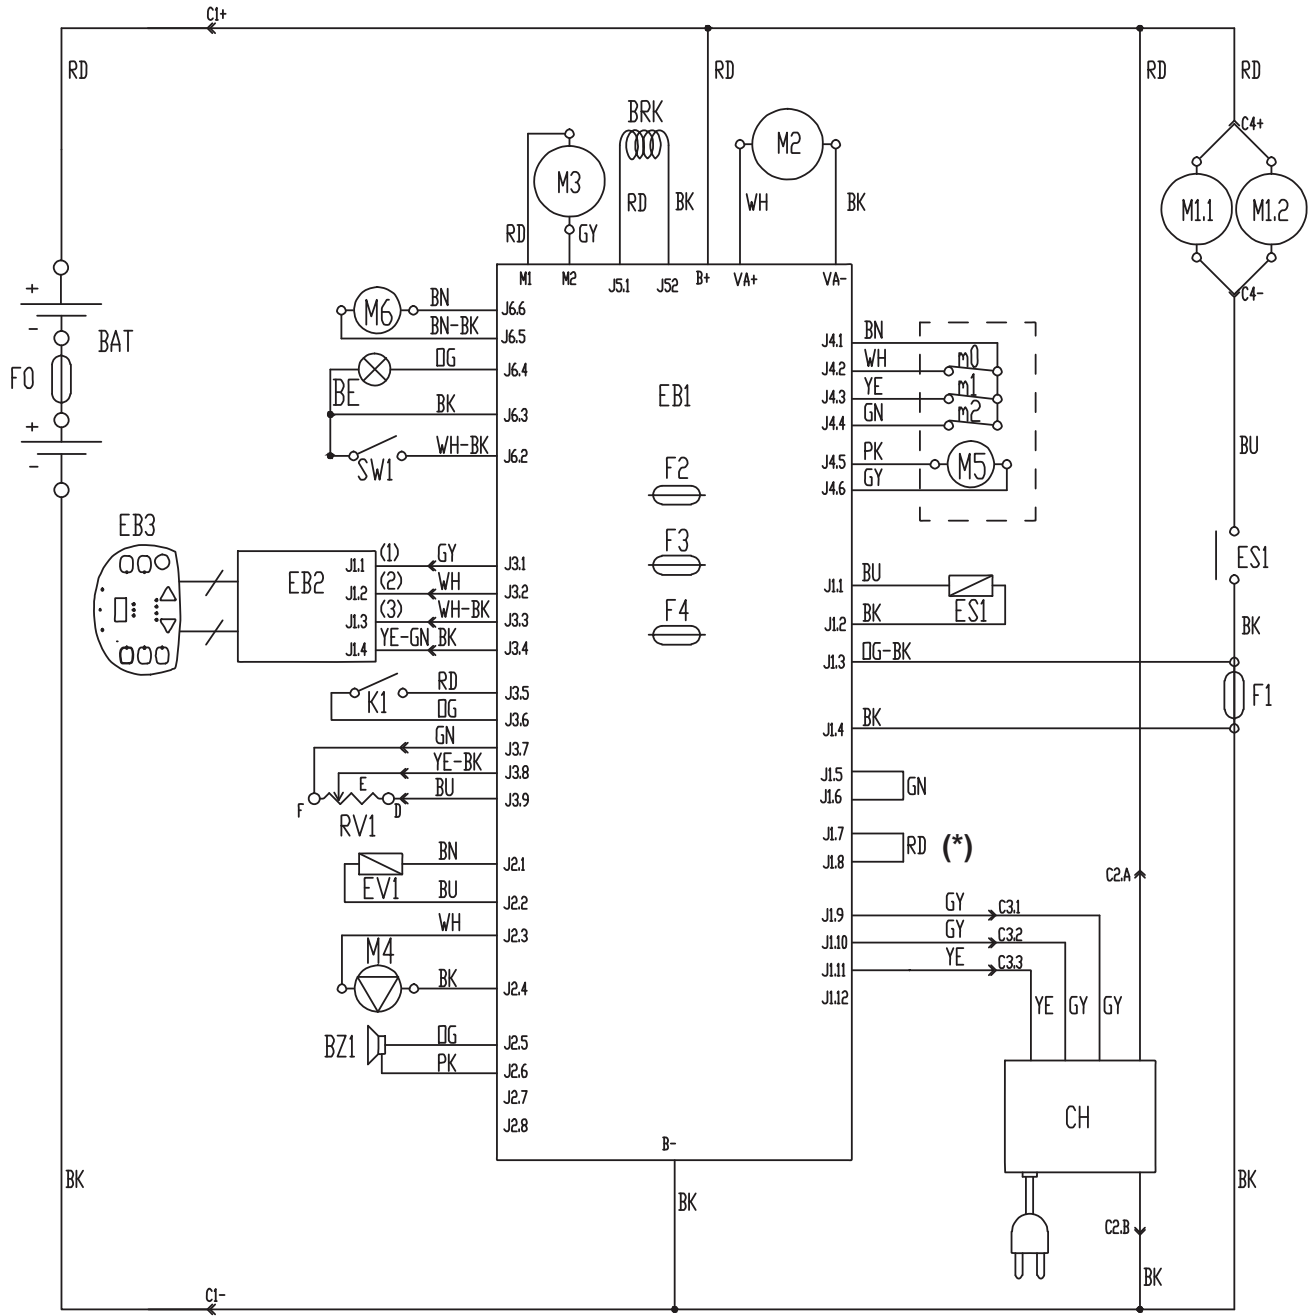 C1+
RD
RD
RD
RD
BRK
C4+
M2
M3
M1.1
M1.2
RD
BK
WH
BK
RD
GY
M1
M2
J5.1
J52
B+
VA+
VA-
C4-
+
-
BAT
F0
+
-
M6
BN
J6.6
BN-BK
J6.5
OG
J6.4
BE
BK
J6.3
WH-BK
J6.2
SW1
EB1
F2
F3
F4
J4.1
BN
J4.2
WH
m0
J4.3
YE
m1
J4.4
GN
m2
J4.5
PK
M5
J4.6
GY
BU
ES1
BK
EB3
EB2
J1.1
(1)
GY
J3.1
J1.2
(2)
WH
J3.2
J1.3
(3)
WH-BK
J3.3
J1.4
YE-GN
BK
J3.4
RD
J3.5
K1
OG
J3.6
GN
J3.7
YE-BK
J3.8
E
BU
J3.9
F
D
RV1
J1.1
BU
ES1
J1.2
BK
J1.3
OG-BK
F1
J1.4
BK
J1.5
J1.6
GN
J1.7
J1.8
RD
(*)
BN
J2.1
EV1
BU
J2.2
WH
J2.3
M4
BK
J2.4
BZ1
OG
J2.5
PK
J2.6
J2.7
J2.8
C2.A
J1.9
GY
C3.1
J1.10
GY
C3.2
J1.11
YE
C3.3
J1.12
YE
GY
GY
CH
B-
BK
BK
BK
C2.B
BK
C1-